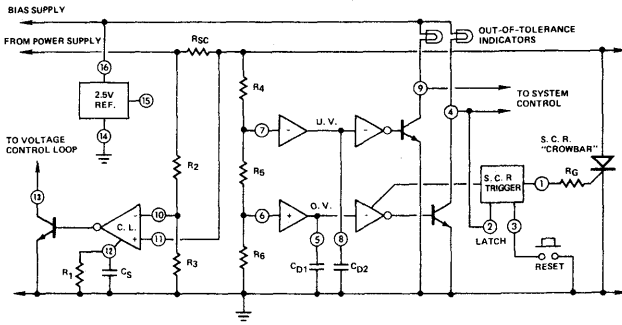 BIAS SUPPLY
OUT-OF-TOLERANCE
INDICATORS
FROM POWER SUPPLY
RSC
16
9
2.5V
REF.
15
R4
TO SYSTEM
CONTROL
4
7
-
U. V.
-
14
S. C. R.
"CROWBAR"
TO VOLTAGE
CONTROL LOOP
R2
R5
S. C. R
TRIGGER
1
RG
13
O. V.
10
-
6
+
-
C. L.
11
+
2
3
5
8
LATCH
12
R1
CS
R3
R6
CD1
CD2
RESET